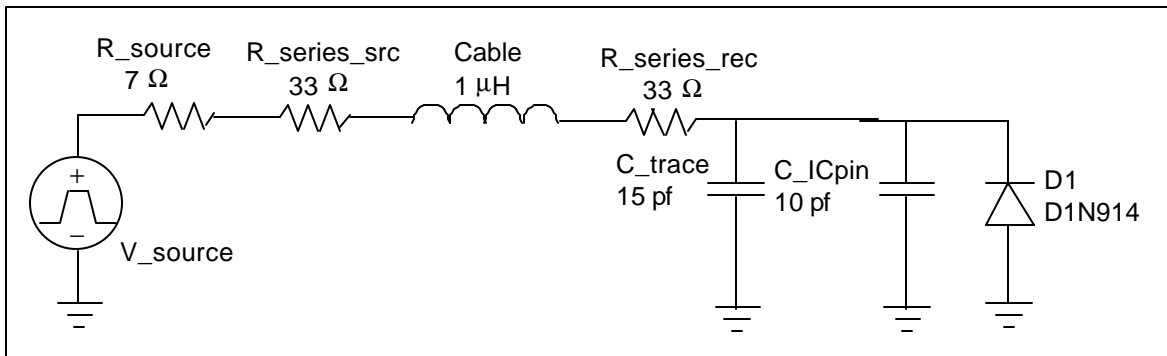 R_source
7 Ω
R_series_src
33 Ω
Cable
1 μH
R_series_rec
33 Ω
C_trace
15 pf
C_ICpin
10 pf
D1
D1N914
+
−
V_source